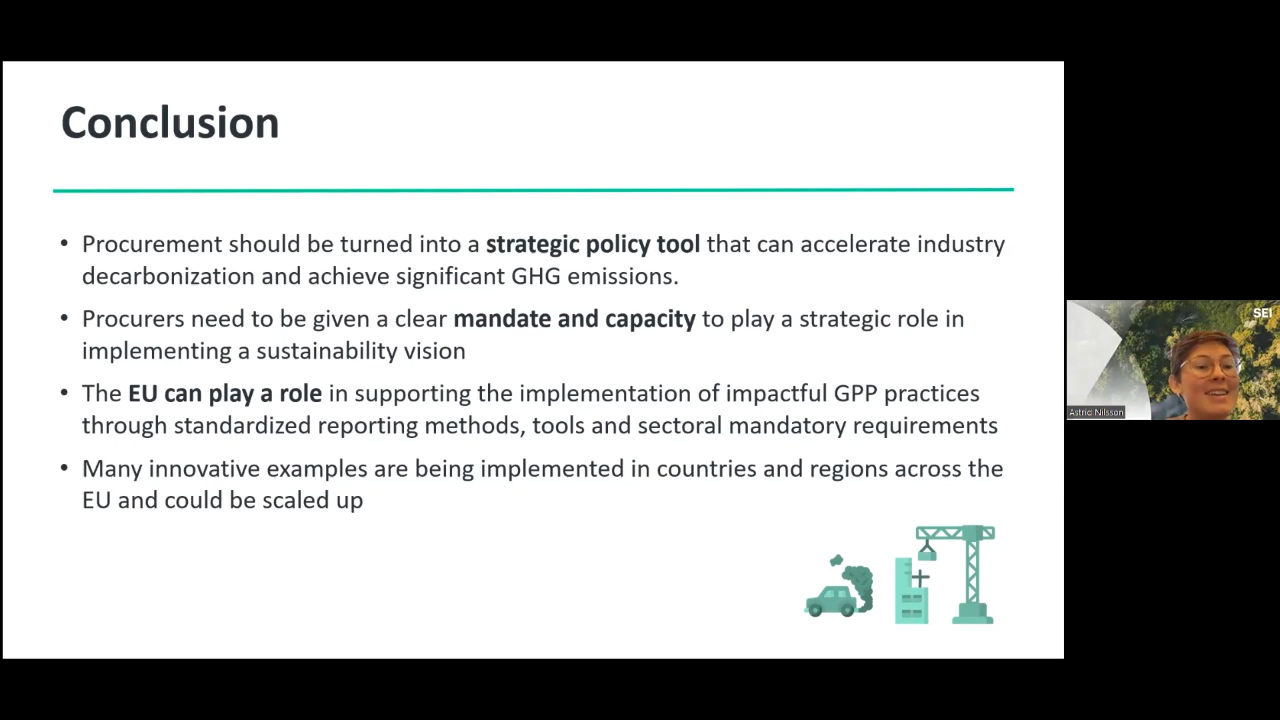 Conclusion
• Procurement should be turned into a strategic policy tool that can accelerate industry
decarbonization and achieve significant GHG emissions.
• Procurers need to be given a clear mandate and capacity to play a strategic role in
implementing a sustainability vision
• The EU can play a role in supporting the implementation of impactful GPP practices
through standardized reporting methods, tools and sectoral mandatory requirements
• Many innovative examples are being implemented in countries and regions across the
EU and could be scaled up
SEI
Astrid Nilsson